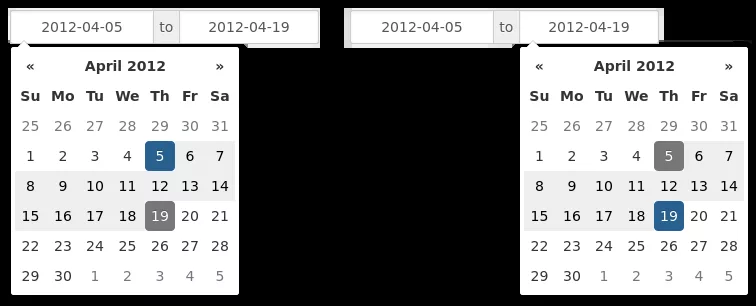 2012-04-05 to 2012-04-19
« April 2012 »
Su Mo Tu We Th Fr Sa
25 26 27 28 29 30 31
1 2 3 4 5 6 7
8 9 10 11 12 13 14
15 16 17 18 19 20 21
22 23 24 25 26 27 28
29 30 1 2 3 4 5
2012-04-05 to 2012-04-19
« April 2012 »
Su Mo Tu We Th Fr Sa
25 26 27 28 29 30 31
1 2 3 4 5 6 7
8 9 10 11 12 13 14
15 16 17 18 19 20 21
22 23 24 25 26 27 28
29 30 1 2 3 4 5